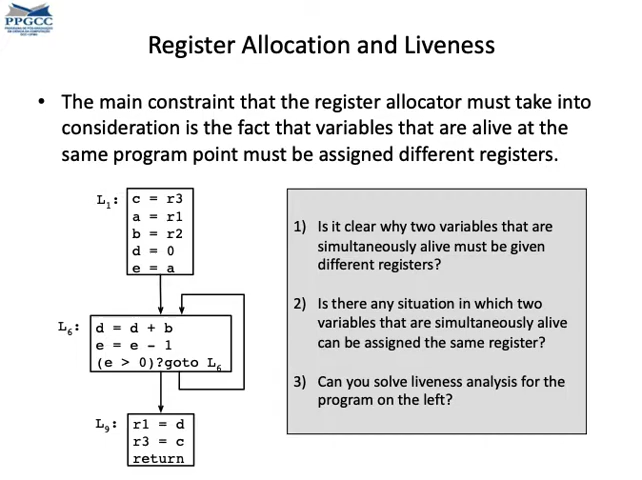 PPGCC
Register Allocation and Liveness
• The main constraint that the register allocator must take into
consideration is the fact that variables that are alive at the
same program point must be assigned different registers.
L1: c = r3
a = r1
b = r2
d = 0
e = a
L6: d = d + b
e = e - 1
(e > 0)?goto L6
L9: r1 = d
r3 = c
return
1) Is it clear why two variables that are
simultaneously alive must be given
different registers?
2) Is there any situation in which two
variables that are simultaneously alive
can be assigned the same register?
3) Can you solve liveness analysis for the
program on the left?